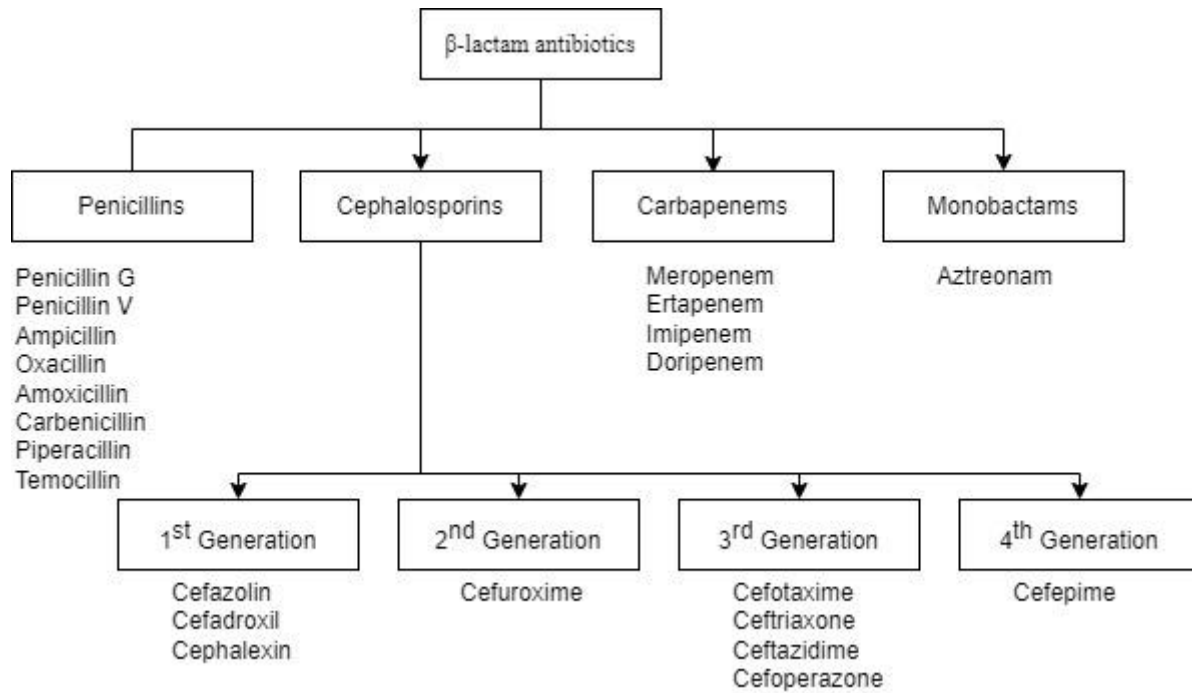 β-lactam antibiotics
Penicillins
Cephalosporins
Carbapenems
Monobactams
Penicillin G
Penicillin V
Ampicillin
Oxacillin
Amoxicillin
Carbenicillin
Piperacillin
Temocillin
Meropenem
Ertapenem
Imipenem
Doripenem
Aztreonam
1st Generation
2nd Generation
3rd Generation
4th Generation
Cefazolin
Cefadroxil
Cephalexin
Cefuroxime
Cefotaxime
Ceftriaxone
Ceftazidime
Cefoperazone
Cefepime